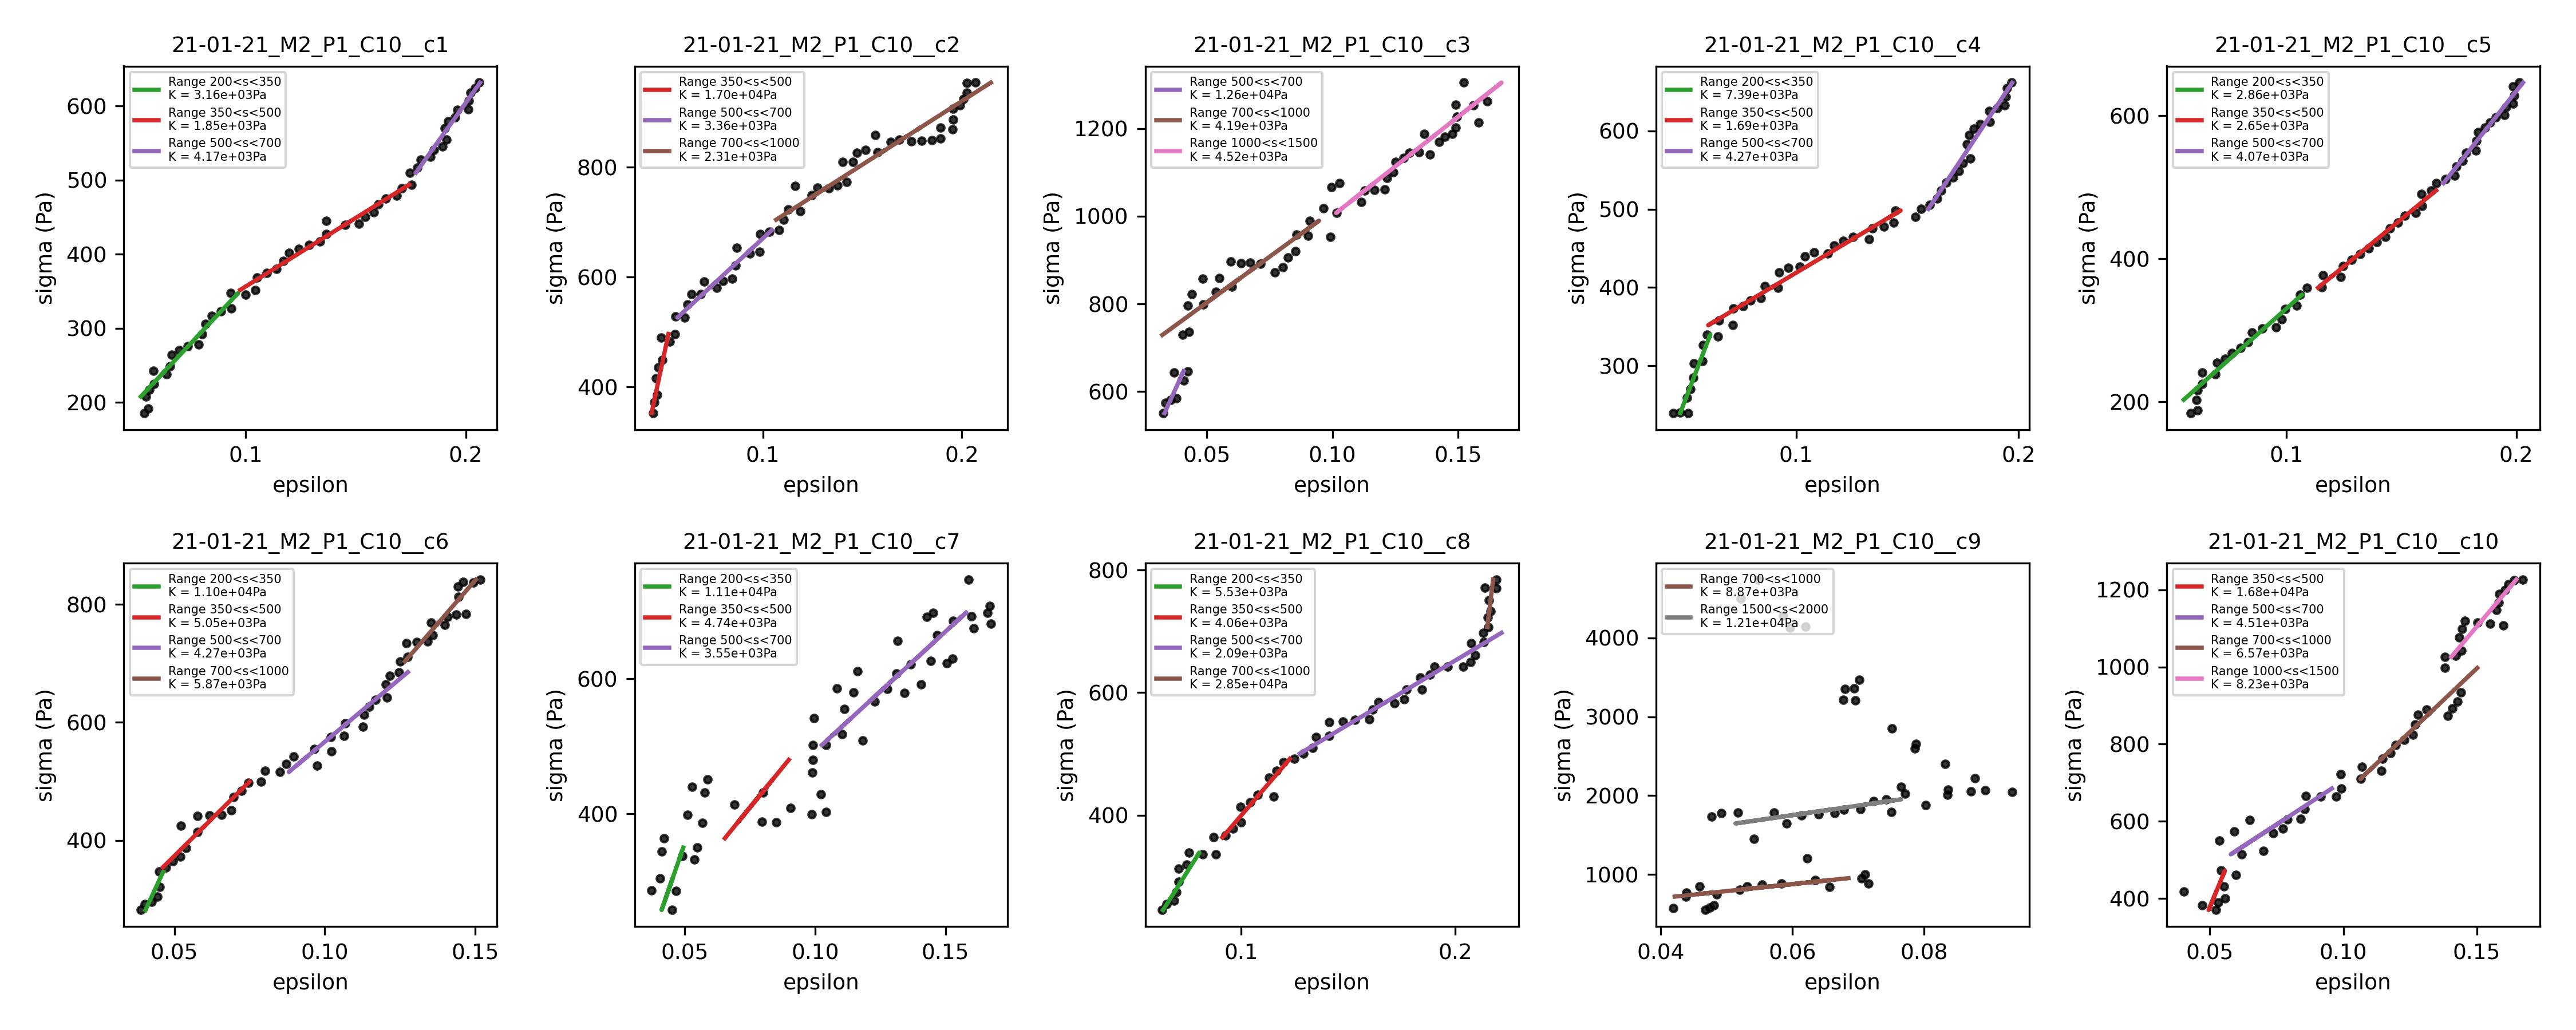 21-01-21_M2_P1_C10__c1
Range 200<s<350
K = 3.16e+03Pa
Range 350<s<500
K = 1.85e+03Pa
Range 500<s<700
K = 4.17e+03Pa
600
500
400
300
200
sigma (Pa)
0.1
0.2
epsilon
21-01-21_M2_P1_C10__c2
Range 350<s<500
K = 1.70e+04Pa
Range 500<s<700
K = 3.36e+03Pa
Range 700<s<1000
K = 2.31e+03Pa
800
600
400
sigma (Pa)
0.1
0.2
epsilon
21-01-21_M2_P1_C10__c3
Range 500<s<700
K = 1.26e+04Pa
Range 700<s<1000
K = 4.19e+03Pa
Range 1000<s<1500
K = 4.52e+03Pa
1200
1000
800
600
sigma (Pa)
0.05
0.10
0.15
epsilon
21-01-21_M2_P1_C10__c4
Range 200<s<350
K = 7.39e+03Pa
Range 350<s<500
K = 1.69e+03Pa
Range 500<s<700
K = 4.27e+03Pa
600
500
400
300
sigma (Pa)
0.1
0.2
epsilon
21-01-21_M2_P1_C10__c5
Range 200<s<350
K = 2.86e+03Pa
Range 350<s<500
K = 2.65e+03Pa
Range 500<s<700
K = 4.07e+03Pa
600
400
200
sigma (Pa)
0.1
0.2
epsilon
21-01-21_M2_P1_C10__c6
Range 200<s<350
K = 1.10e+04Pa
Range 350<s<500
K = 5.05e+03Pa
Range 500<s<700
K = 4.27e+03Pa
Range 700<s<1000
K = 5.87e+03Pa
800
600
400
sigma (Pa)
0.05
0.10
0.15
epsilon
21-01-21_M2_P1_C10__c7
Range 200<s<350
K = 1.11e+04Pa
Range 350<s<500
K = 4.74e+03Pa
Range 500<s<700
K = 3.55e+03Pa
600
400
sigma (Pa)
0.05
0.10
0.15
epsilon
21-01-21_M2_P1_C10__c8
Range 200<s<350
K = 5.53e+03Pa
Range 350<s<500
K = 4.06e+03Pa
Range 500<s<700
K = 2.09e+03Pa
Range 700<s<1000
K = 2.85e+04Pa
800
600
400
sigma (Pa)
0.1
0.2
epsilon
21-01-21_M2_P1_C10__c9
Range 700<s<1000
K = 8.87e+03Pa
Range 1500<s<2000
K = 1.21e+04Pa
4000
3000
2000
1000
sigma (Pa)
0.04
0.06
0.08
epsilon
21-01-21_M2_P1_C10__c10
Range 350<s<500
K = 1.68e+04Pa
Range 500<s<700
K = 4.51e+03Pa
Range 700<s<1000
K = 6.57e+03Pa
Range 1000<s<1500
K = 8.23e+03Pa
1200
1000
800
600
400
sigma (Pa)
0.05
0.10
0.15
epsilon